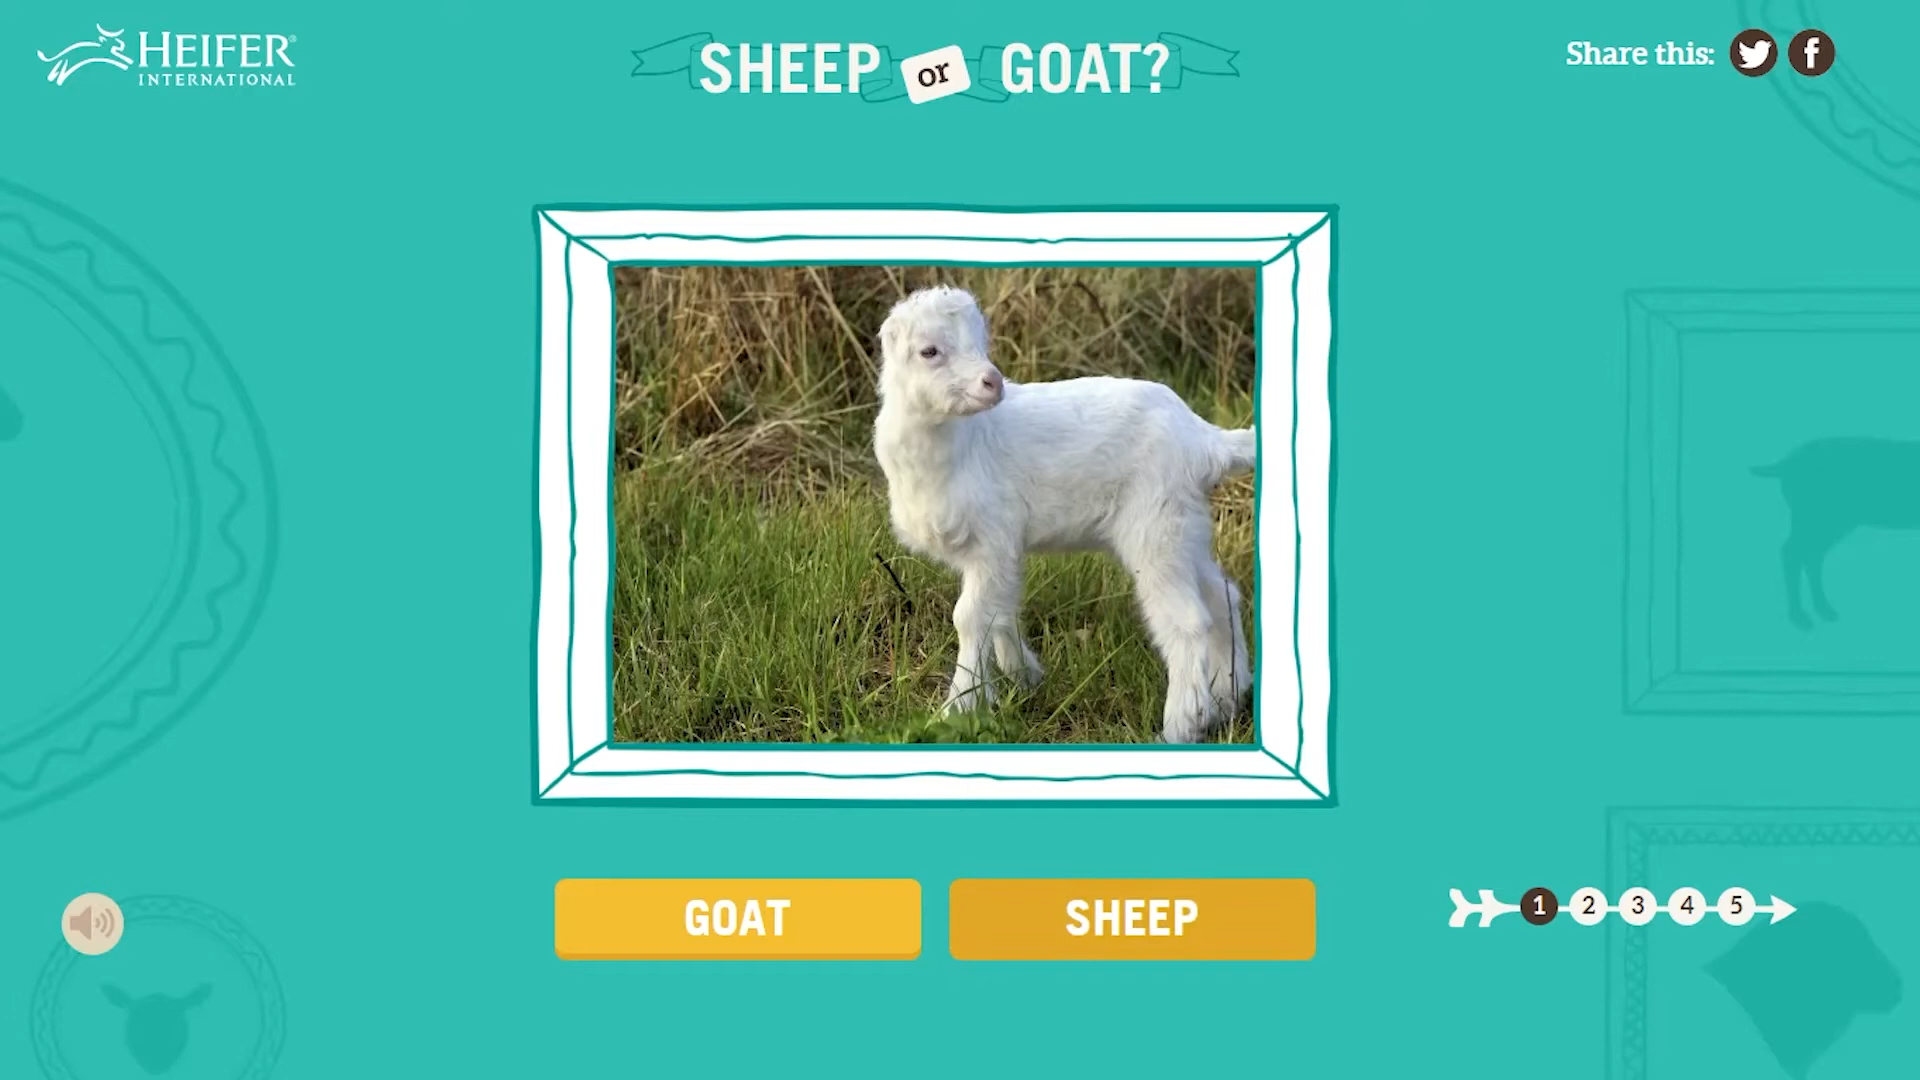 HEIFER®
INTERNATIONAL
SHEEP or GOAT?
Share this:
GOAT
SHEEP
1 2 3 4 5